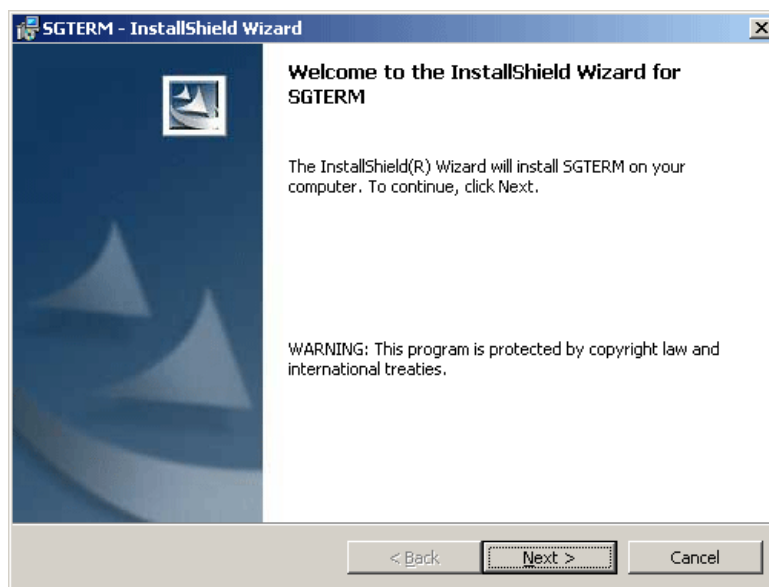 SGTERM - InstallShield Wizard
Welcome to the InstallShield Wizard for
SGTERM
The InstallShield(R) Wizard will install SGTERM on your
computer. To continue, click Next.
WARNING: This program is protected by copyright law and
international treaties.
< Back
Next >
Cancel